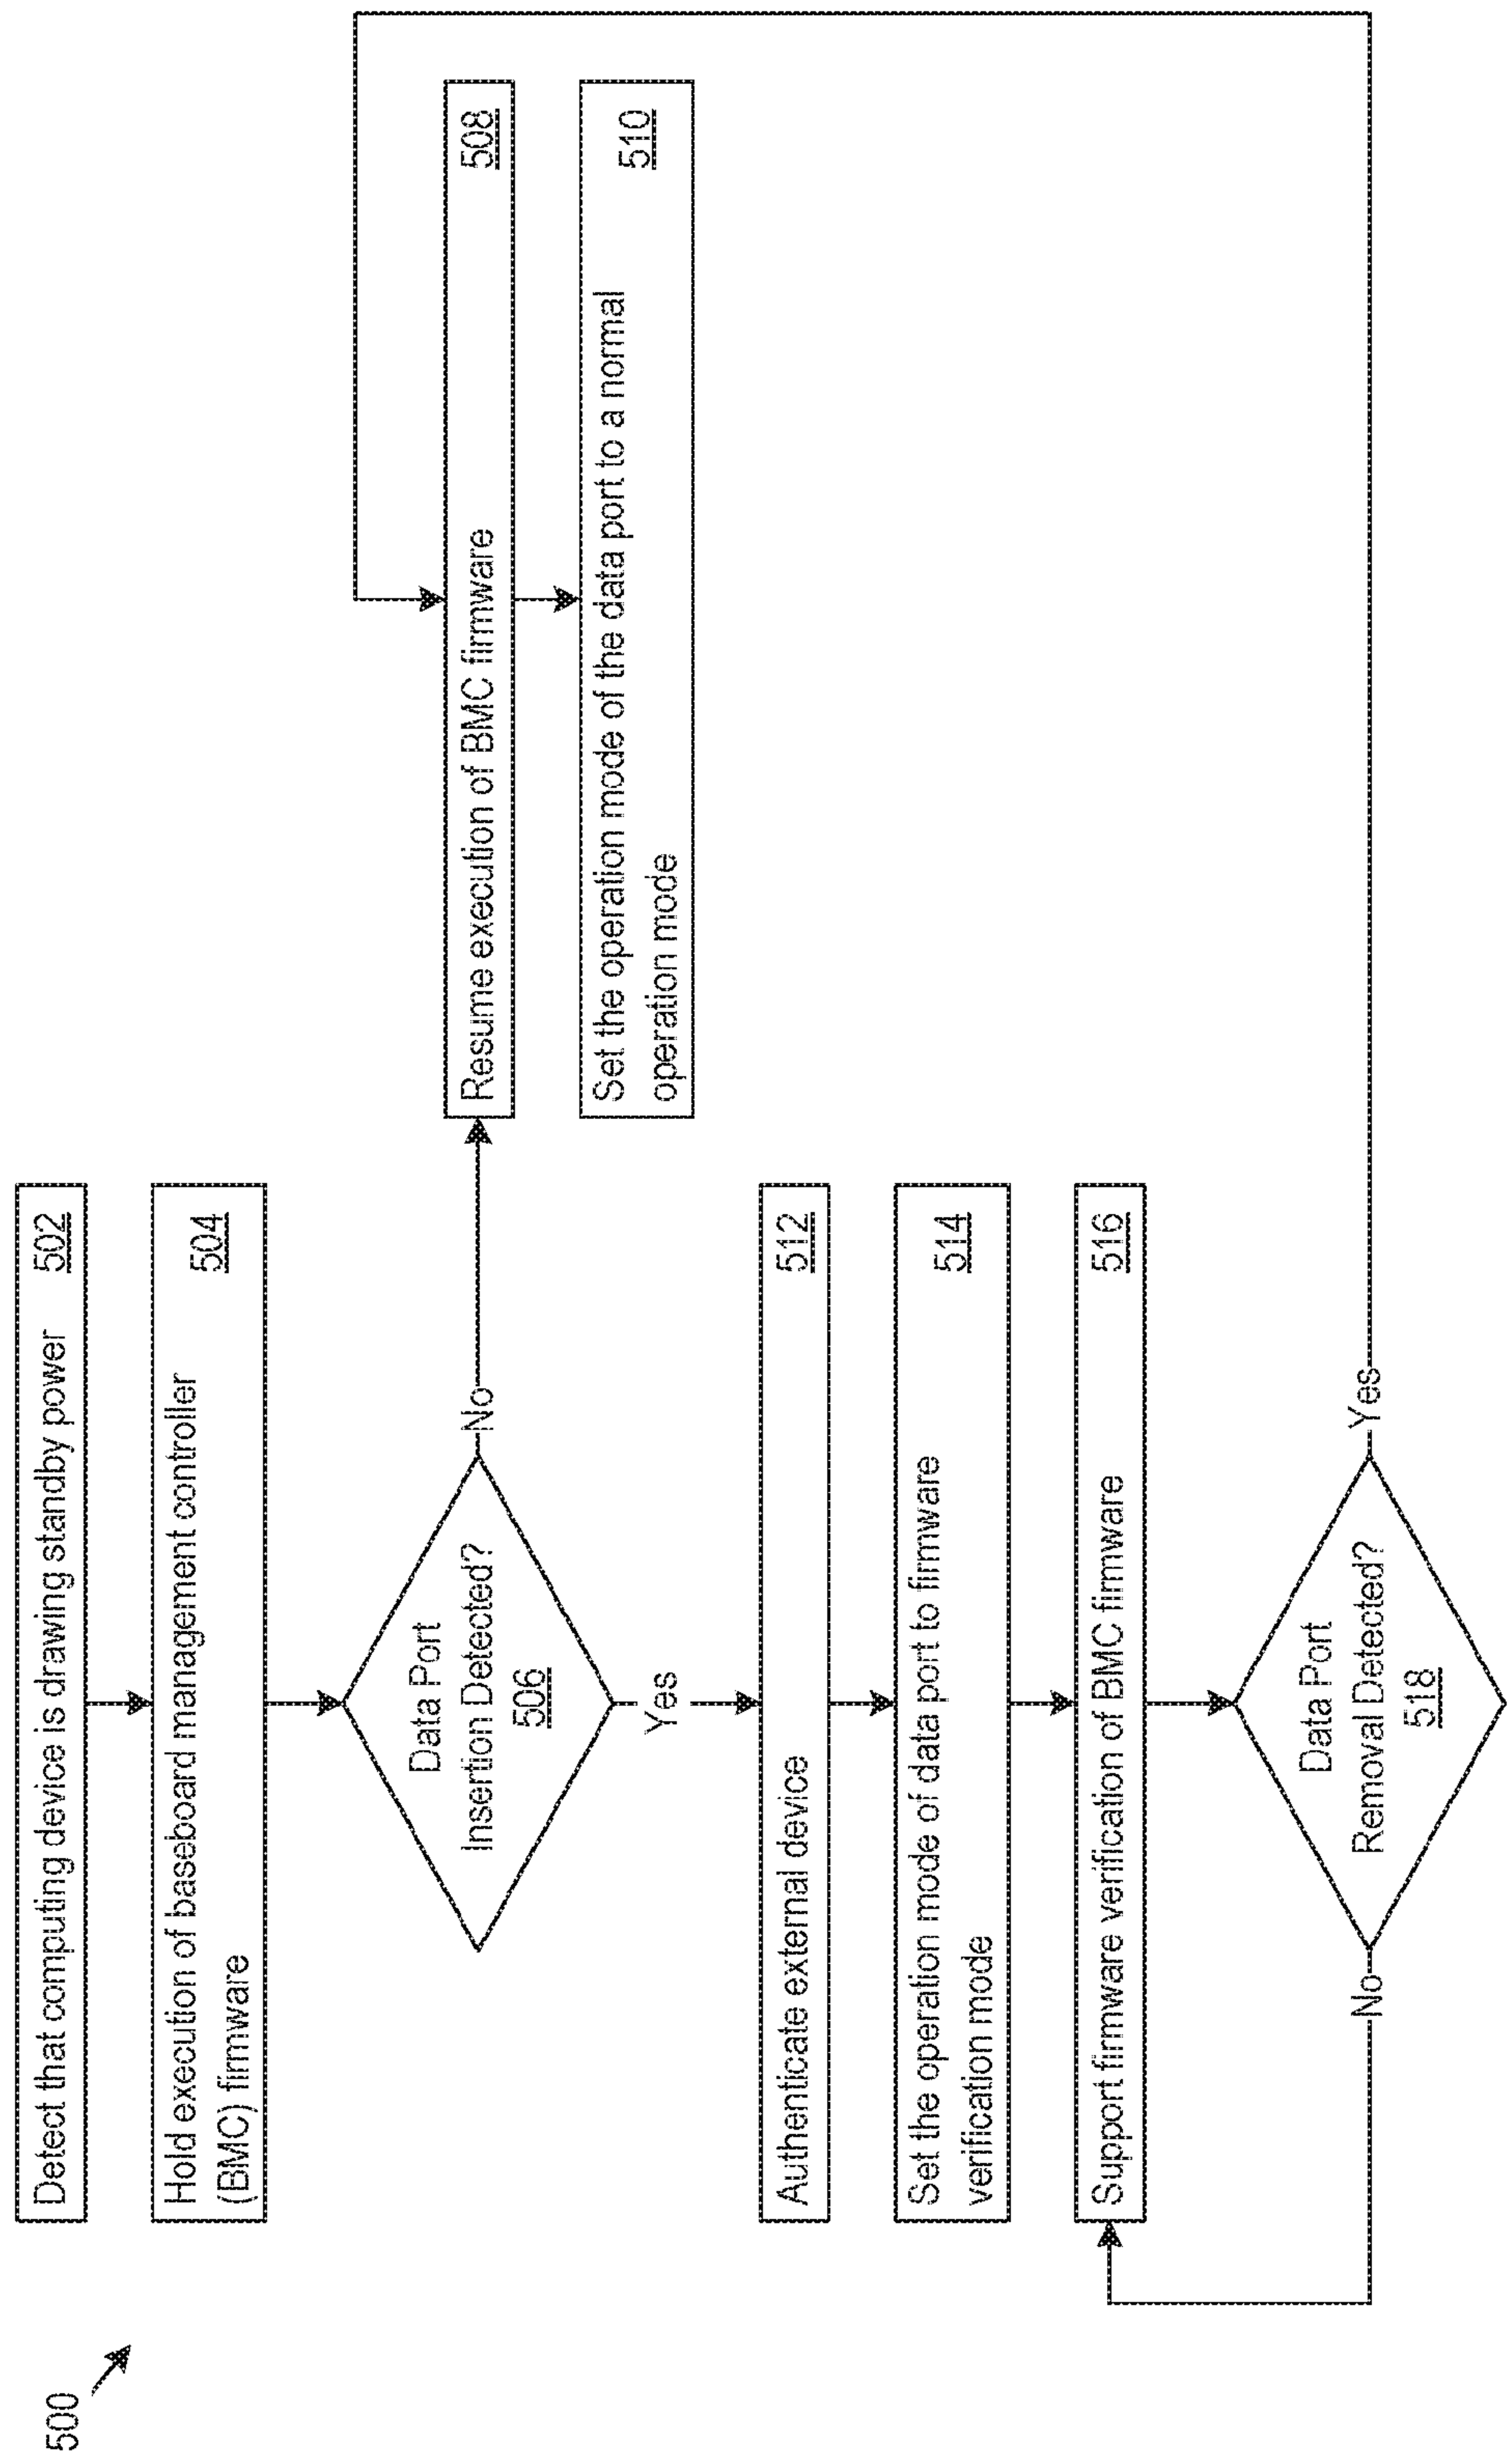 500
Detect that computing device is drawing standby power 502
Hold execution of baseboard management controller
(BMC) firmware
504
Data Port
Insertion Detected?
506
No
Resume execution of BMC firmware 508
Set the operation mode of the data port to a normal
operation mode
510
Yes
Authenticate external device 512
Set the operation mode of data port to firmware
verification mode
514
Support firmware verification of BMC firmware 516
Data Port
Removal Detected?
518
No
Yes